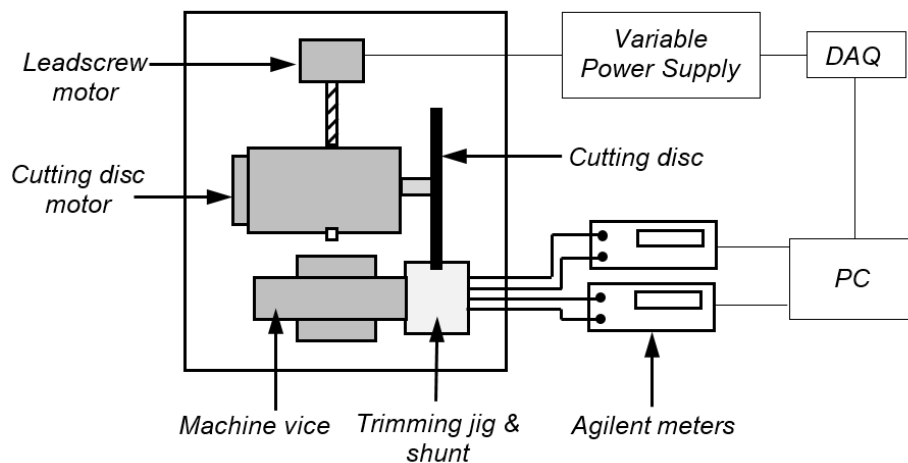 Leadscrew
motor
Variable
Power Supply
DAQ
Cutting disc
motor
Cutting disc
PC
Machine vice
Trimming jig &
shunt
Agilent meters